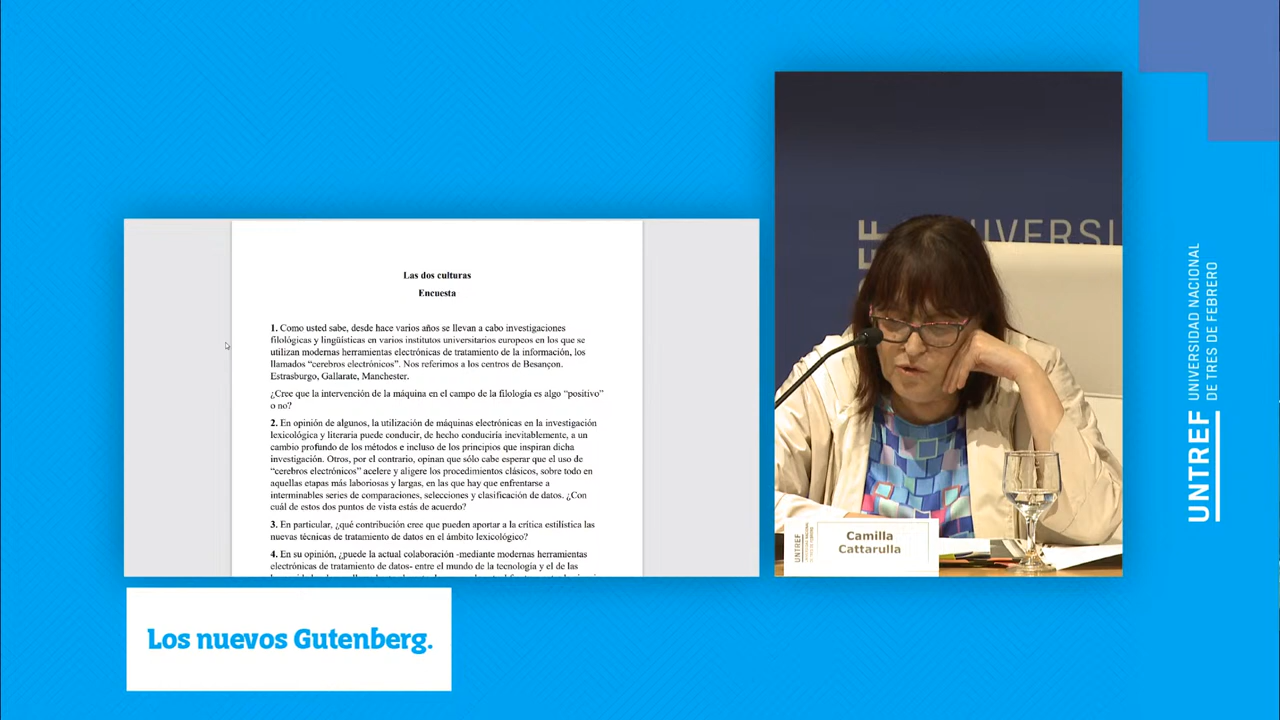 Las dos culturas
Encuesta
1. Como usted sabe, desde hace varios años se llevan a cabo investigaciones
filológicas y lingüísticas en varios institutos universitarios europeos en los que se
utilizan modernas herramientas electrónicas de tratamiento de la información, los
llamados “cerebros electrónicos”. Nos referimos a los centros de Besançon.
Estrasburgo, Gallarate, Manchester.
¿Cree que la intervención de la máquina en el campo de la filología es algo “positivo”
o no?
2. En opinión de algunos, la utilización de máquinas electrónicas en la investigación
lexicológica y literaria puede conducir, de hecho conduciría inevitablemente, a un
cambio profundo de los métodos e incluso de los principios que inspiran dicha
investigación. Otros, por el contrario, opinan que sólo cabe esperar que el uso de
“cerebros electrónicos” acelere y aligere los procedimientos clásicos, sobre todo en
aquellas etapas más laboriosas y largas, en las que hay que enfrentarse a
interminables series de comparaciones, selecciones y clasificación de datos. ¿Con
cuál de estos dos puntos de vista estás de acuerdo?
3. En particular, ¿qué contribución cree que pueden aportar a la crítica estilística las
nuevas técnicas de tratamiento de datos en el ámbito lexicológico?
4. En su opinión, ¿puede la actual colaboración -mediante modernas herramientas
electrónicas de tratamiento de datos- entre el mundo de la tecnología y el de las
UNIVERSI
UNTREF
Camilla
Cattarulla
Los nuevos Gutenberg.
UNTREF
UNIVERSIDAD NACIONAL
DE TRES DE FEBRERO